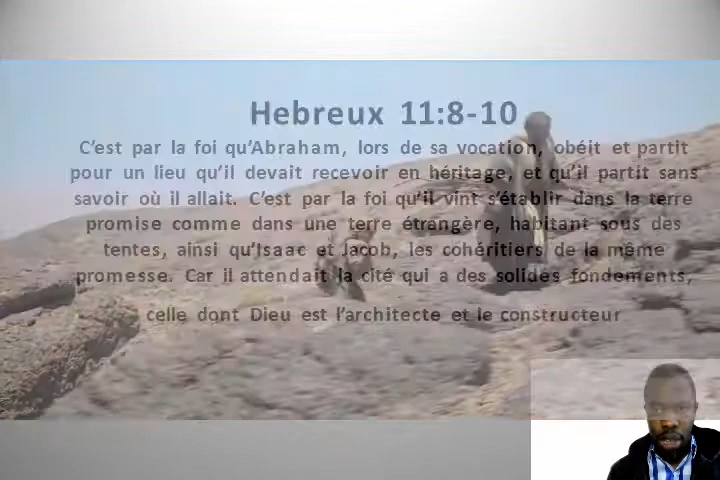 Hebreux 11:8-10
C’est par la foi qu’Abraham, lors de sa vocation, obéit et partit
pour un lieu qu’il devait recevoir en héritage, et qu’il partit sans
savoir où il allait. C’est par la foi qu’il vint s’établir dans la terre
promise comme dans une terre étrangère, habitant sous des
tentes, ainsi qu’Isaac et Jacob, les cohéritiers de la même
promesse. Car il attendait la cité qui a des solides fondements,
celle dont Dieu est l’architecte et le constructeur